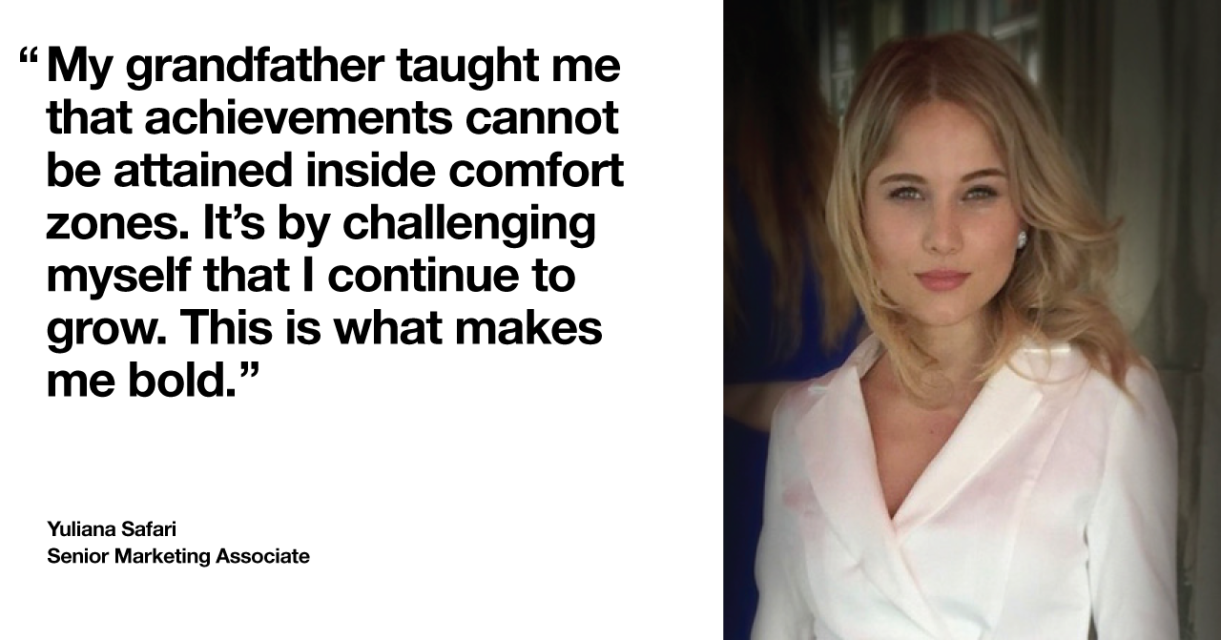 “My grandfather taught me
that achievements cannot
be attained inside comfort
zones. It’s by challenging
myself that I continue to
grow. This is what makes
me bold.”
Yuliana Safari
Senior Marketing Associate